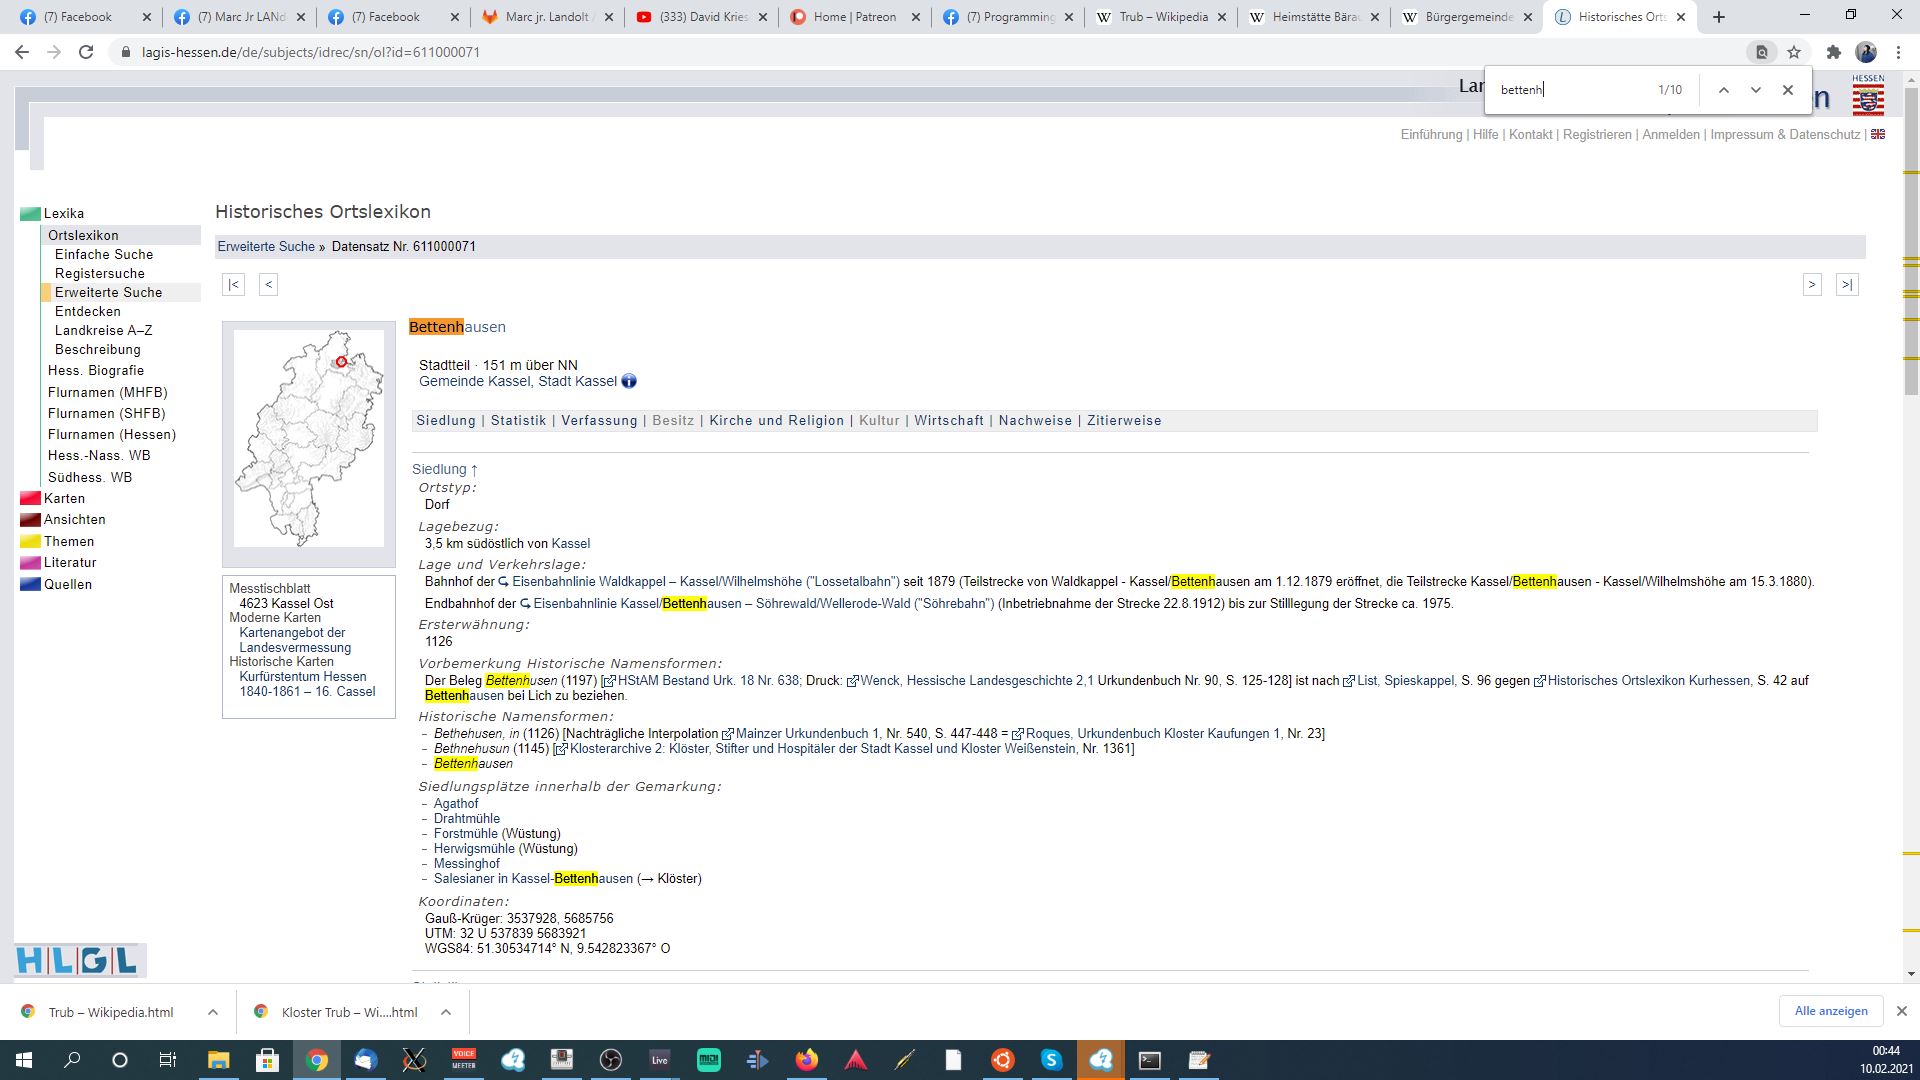 (7) Facebook
(7) Marc Jr LANd
(7) Facebook
Marc jr. Landolt
(333) David Kries
Home | Patreon
(7) Programming
Trub – Wikipedia
Heimstätte Bärau
Bürgergemeinde
Historisches Orts
lagis-hessen.de/de/subjects/idrec/sn/ol?id=611000071
bettenh
1/10
HESSEN
Einführung | Hilfe | Kontakt | Registrieren | Anmelden | Impressum & Datenschutz |
Lexika
Ortslexikon
Einfache Suche
Registersuche
Erweiterte Suche
Entdecken
Landkreise A–Z
Beschreibung
Hess. Biografie
Flurnamen (MHFB)
Flurnamen (SHFB)
Flurnamen (Hessen)
Hess.-Nass. WB
Südhess. WB
Karten
Ansichten
Themen
Literatur
Quellen
Historisches Ortslexikon
Erweiterte Suche » Datensatz Nr. 611000071
|< < > >|
Messtischblatt
4623 Kassel Ost
Moderne Karten
Kartenangebot der
Landesvermessung
Historische Karten
Kurfürstentum Hessen
1840-1861 – 16. Cassel
Bettenhausen
Stadtteil · 151 m über NN
Gemeinde Kassel, Stadt Kassel
Siedlung | Statistik | Verfassung | Besitz | Kirche und Religion | Kultur | Wirtschaft | Nachweise | Zitierweise
Siedlung ↑
Ortstyp:
Dorf
Lagebezug:
3,5 km südöstlich von Kassel
Lage und Verkehrslage:
Bahnhof der Eisenbahnlinie Waldkappel – Kassel/Wilhelmshöhe ("Lossetalbahn") seit 1879 (Teilstrecke von Waldkappel - Kassel/Bettenhausen am 1.12.1879 eröffnet, die Teilstrecke Kassel/Bettenhausen - Kassel/Wilhelmshöhe am 15.3.1880).
Endbahnhof der Eisenbahnlinie Kassel/Bettenhausen – Söhrewald/Wellerode-Wald ("Söhrebahn") (Inbetriebnahme der Strecke 22.8.1912) bis zur Stilllegung der Strecke ca. 1975.
Ersterwähnung:
1126
Vorbemerkung Historische Namensformen:
Der Beleg Bettenhusen (1197) [HStAM Bestand Urk. 18 Nr. 638; Druck: Wenck, Hessische Landesgeschichte 2,1 Urkundenbuch Nr. 90, S. 125-128] ist nach List, Spieskappel, S. 96 gegen Historisches Ortslexikon Kurhessen, S. 42 auf
Bettenhausen bei Lich zu beziehen.
Historische Namensformen:
– Bethehusen, in (1126) [Nachträgliche Interpolation Mainzer Urkundenbuch 1, Nr. 540, S. 447-448 = Roques, Urkundenbuch Kloster Kaufungen 1, Nr. 23]
– Bethnehusun (1145) [Klosterarchive 2: Klöster, Stifter und Hospitäler der Stadt Kassel und Kloster Weißenstein, Nr. 1361]
– Bettenhausen
Siedlungsplätze innerhalb der Gemarkung:
– Agathof
– Drahtmühle
– Forstmühle (Wüstung)
– Herwigsmühle (Wüstung)
– Messinghof
– Salesianer in Kassel-Bettenhausen (→ Klöster)
Koordinaten:
Gauß-Krüger: 3537928, 5685756
UTM: 32 U 537839 5683921
WGS84: 51.30534714° N, 9.542823367° O
HLGL
Trub – Wikipedia.html
Kloster Trub – Wi....html
Alle anzeigen
VOICE
MEETER
Live
00:44
10.02.2021